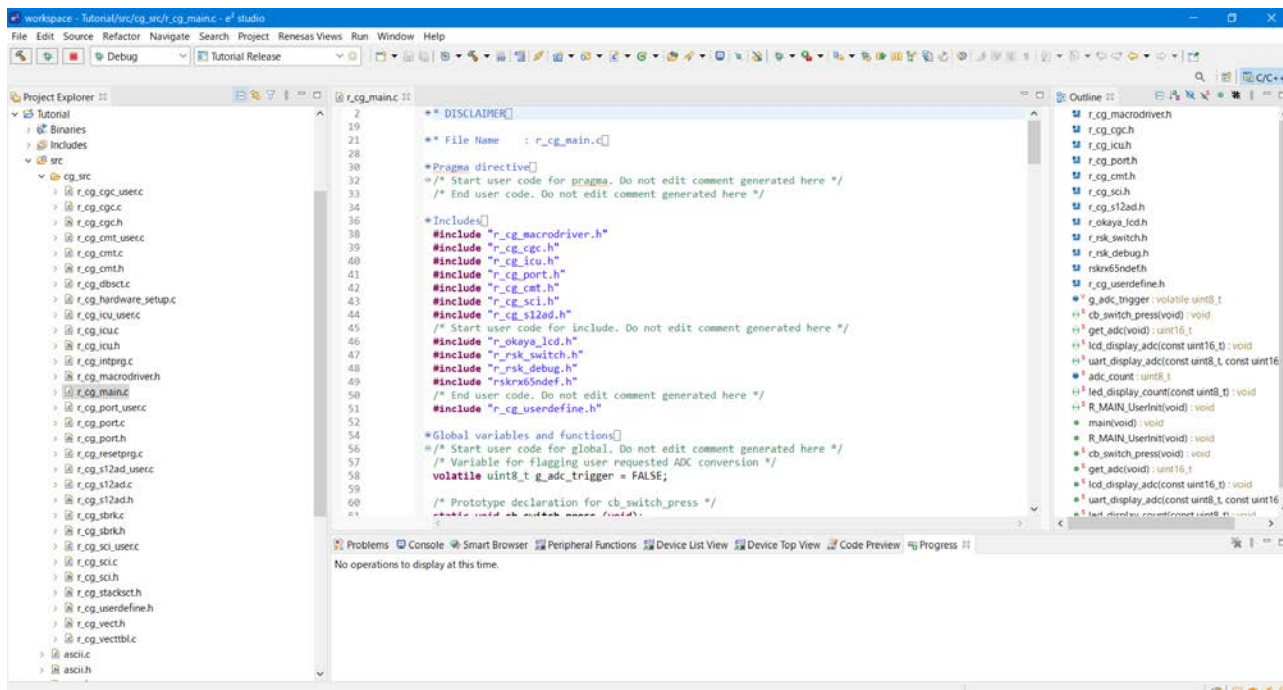 workspace - Tutorial/src/cg_src/r_cg_main.c - e² studio
File Edit Source Refactor Navigate Search Project Renesas Views Run Window Help
Debug
Tutorial Release
C/C++
Project Explorer
Tutorial
Binaries
Includes
src
cg_src
r_cg_cgc_user.c
r_cg_cgc.c
r_cg_cgc.h
r_cg_cmt_user.c
r_cg_cmt.c
r_cg_cmt.h
r_cg_dbsct.c
r_cg_hardware_setup.c
r_cg_icu_user.c
r_cg_icu.c
r_cg_icu.h
r_cg_intprg.c
r_cg_macrodriver.h
r_cg_main.c
r_cg_port_user.c
r_cg_port.c
r_cg_port.h
r_cg_resetprg.c
r_cg_s12ad_user.c
r_cg_s12ad.c
r_cg_s12ad.h
r_cg_sbrk.c
r_cg_sbrk.h
r_cg_sci_user.c
r_cg_sci.c
r_cg_sci.h
r_cg_stacksct.h
r_cg_userdefine.h
r_cg_vect.h
r_cg_vecttbl.c
ascii.c
ascii.h
r_cg_main.c
2 * DISCLAIMER
19
21 * File Name : r_cg_main.c
28
30 Pragma directive
32 /* Start user code for pragma. Do not edit comment generated here */
33 /* End user code. Do not edit comment generated here */
34
36 Includes
38 #include "r_cg_macrodriver.h"
39 #include "r_cg_cgc.h"
40 #include "r_cg_icu.h"
41 #include "r_cg_port.h"
42 #include "r_cg_cmt.h"
43 #include "r_cg_sci.h"
44 #include "r_cg_s12ad.h"
45 /* Start user code for include. Do not edit comment generated here */
46 #include "r_okaya_lcd.h"
47 #include "r_rsk_switch.h"
48 #include "r_rsk_debug.h"
49 #include "rskrx65ndef.h"
50 /* End user code. Do not edit comment generated here */
51 #include "r_cg_userdefine.h"
52
54 Global variables and functions
56 /* Start user code for global. Do not edit comment generated here */
57 /* Variable for flagging user requested ADC conversion */
58 volatile uint8_t g_adc_trigger = FALSE;
59
60 /* Prototype declaration for cb_switch_press */
61 static void cb_switch_press (void);
Outline
r_cg_macrodriver.h
r_cg_cgc.h
r_cg_icu.h
r_cg_port.h
r_cg_cmt.h
r_cg_sci.h
r_cg_s12ad.h
r_okaya_lcd.h
r_rsk_switch.h
r_rsk_debug.h
rskrx65ndef.h
r_cg_userdefine.h
g_adc_trigger : volatile uint8_t
cb_switch_press(void) : void
get_adc(void) : uint16_t
lcd_display_adc(const uint16_t) : void
uart_display_adc(const uint8_t, const uint16
adc_count : uint8_t
led_display_count(const uint8_t) : void
R_MAIN_UserInit(void) : void
main(void) : void
R_MAIN_UserInit(void) : void
cb_switch_press(void) : void
get_adc(void) : uint16_t
lcd_display_adc(const uint16_t) : void
uart_display_adc(const uint8_t, const uint16
led_display_count(const uint8_t) : void
Problems Console Smart Browser Peripheral Functions Device List View Device Top View Code Preview Progress
No operations to display at this time.